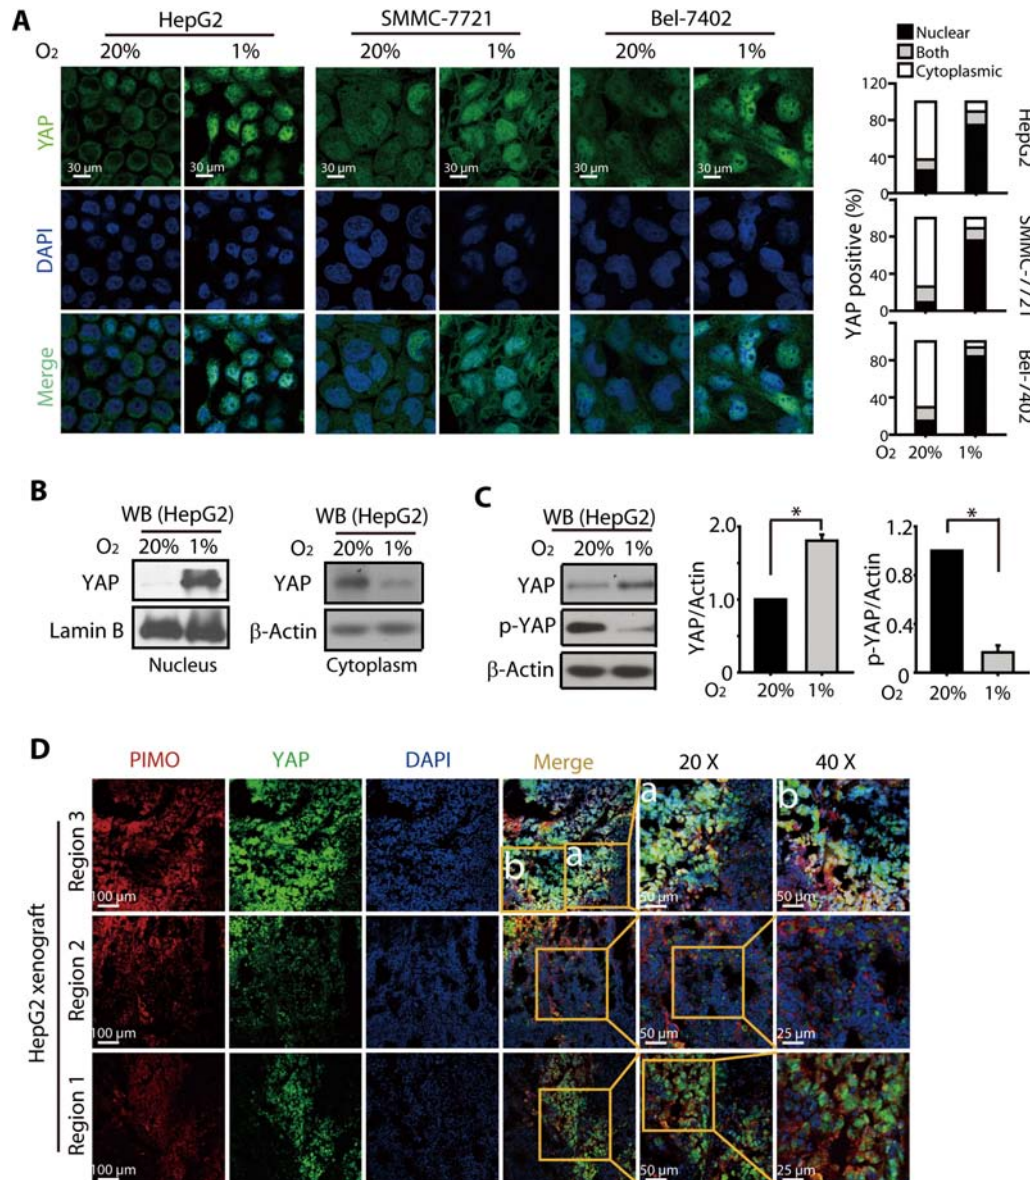 A
HepG2
SMMC-7721
Bel-7402
O2 20% 1% 20% 1% 20% 1%
YAP
30 µm 30 µm 30 µm 30 µm 30 µm 30 µm
DAPI
Merge
Nuclear
Both
Cytoplasmic
YAP positive (%)
120
80
40
0
HepG2
80
40
0
SMMC-7721
80
40
0
Bel-7402
O2 20% 1%
B
WB (HepG2)
O2 20% 1%
YAP
Lamin B
Nucleus
WB (HepG2)
O2 20% 1%
YAP
β-Actin
Cytoplasm
C
WB (HepG2)
O2 20% 1%
YAP
p-YAP
β-Actin
YAP/Actin
2.0
1.0
0
*
O2 20% 1%
p-YAP/Actin
1.2
0.8
0.4
0
*
O2 20% 1%
D
PIMO YAP DAPI Merge 20 X 40 X
HepG2 xenograft
Region 3
100 µm 100 µm b a a 50 µm b 50 µm
Region 2
100 µm 50 µm 25 µm
Region 1
100 µm 50 µm 25 µm